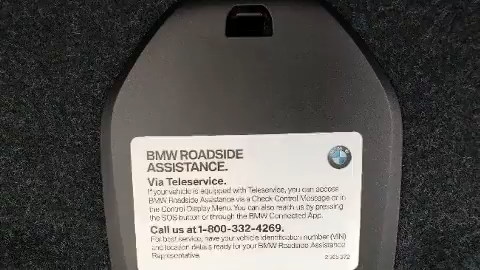 BMW ROADSIDE
ASSISTANCE.
Via Teleservice.
If your vehicle is equipped with Teleservice, you can access
BMW Roadside Assistance via a Check Control Message or in
the Control Display Menu. You can also reach us by pressing
the SOS button or through the BMW Connected App.
Call us at 1-800-332-4269.
For best service, have your vehicle identification number (VIN)
and location details ready for your BMW Roadside Assistance
Representative.